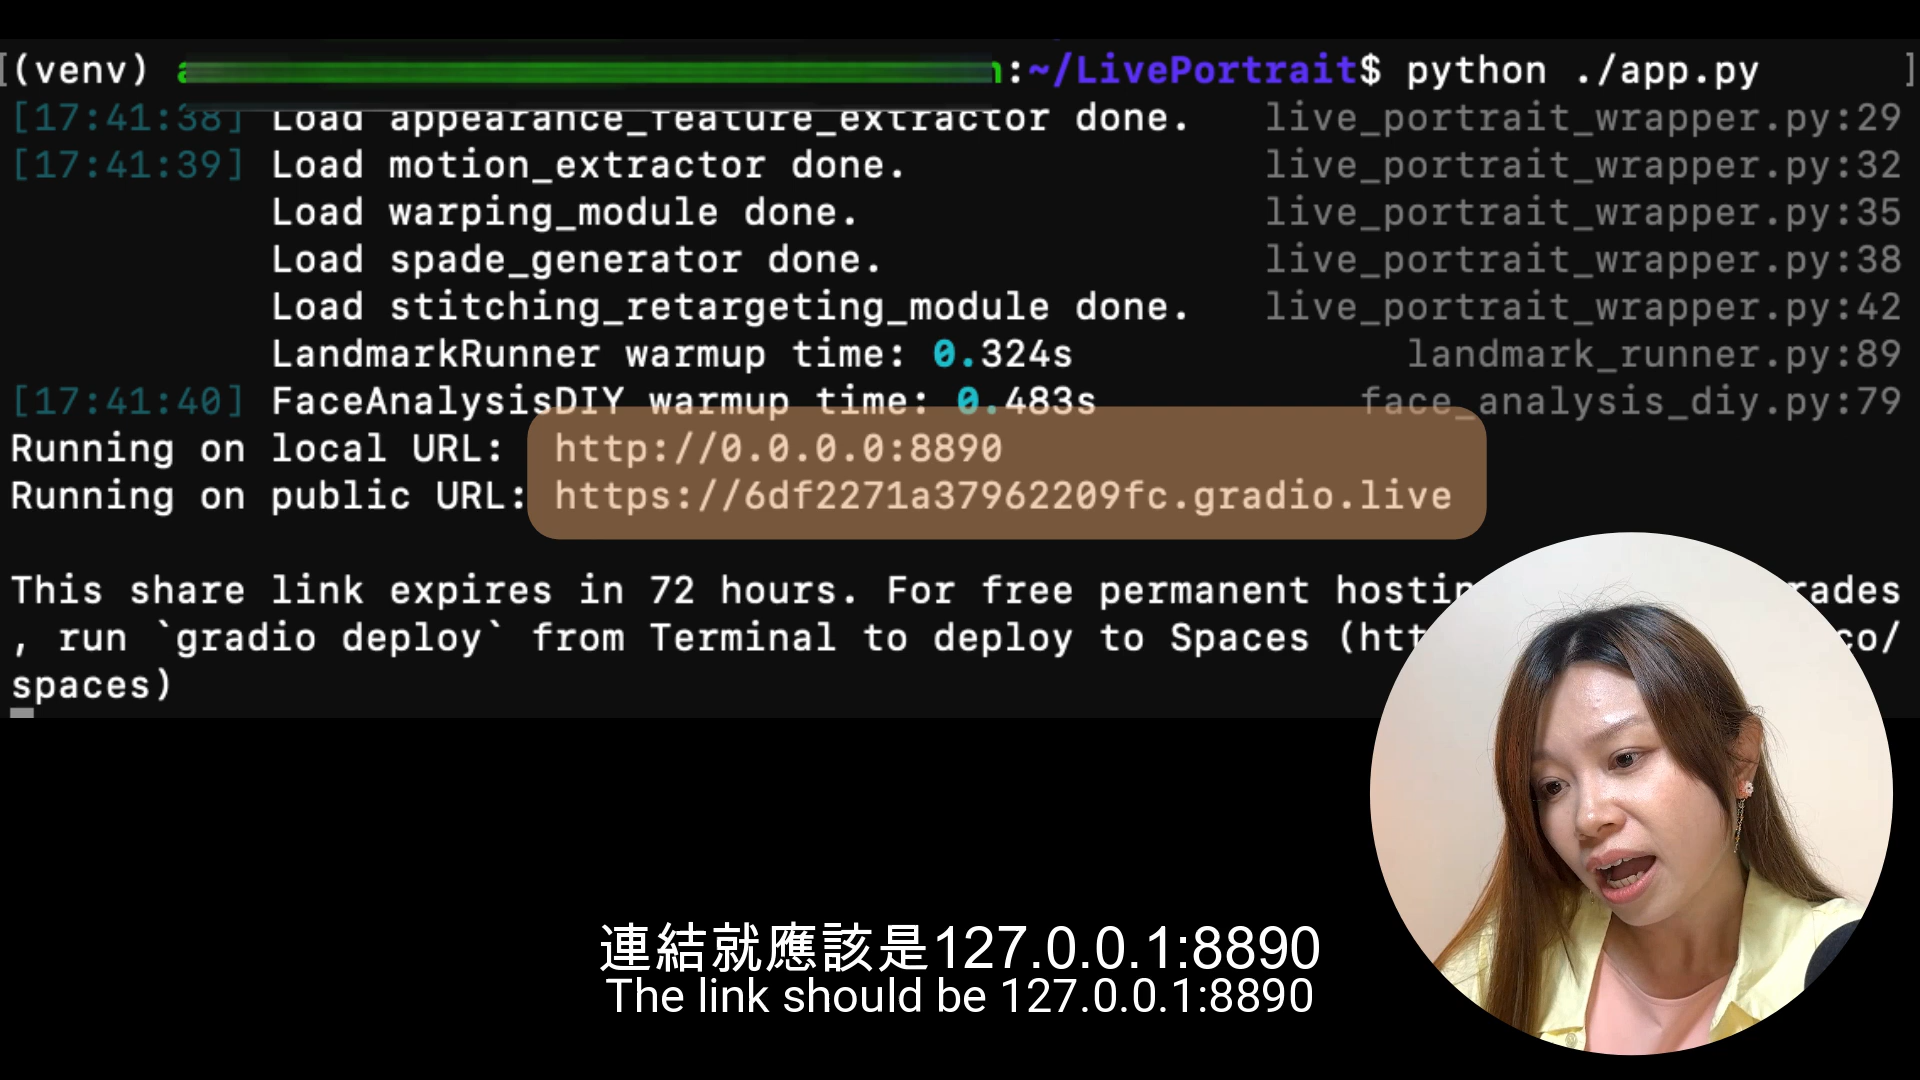 [(venv) :~/LivePortrait$ python ./app.py ]
[17:41:38] Load appearance_feature_extractor done. live_portrait_wrapper.py:29
[17:41:39] Load motion_extractor done. live_portrait_wrapper.py:32
Load warping_module done. live_portrait_wrapper.py:35
Load spade_generator done. live_portrait_wrapper.py:38
Load stitching_retargeting_module done. live_portrait_wrapper.py:42
LandmarkRunner warmup time: 0.324s landmark_runner.py:89
[17:41:40] FaceAnalysisDIY warmup time: 0.483s face_analysis_diy.py:79
Running on local URL: http://0.0.0.0:8890
Running on public URL: https://6df2271a37962209fc.gradio.live
This share link expires in 72 hours. For free permanent hostin rades
, run `gradio deploy` from Terminal to deploy to Spaces (htt co/
spaces)
連結就應該是127.0.0.1:8890
The link should be 127.0.0.1:8890